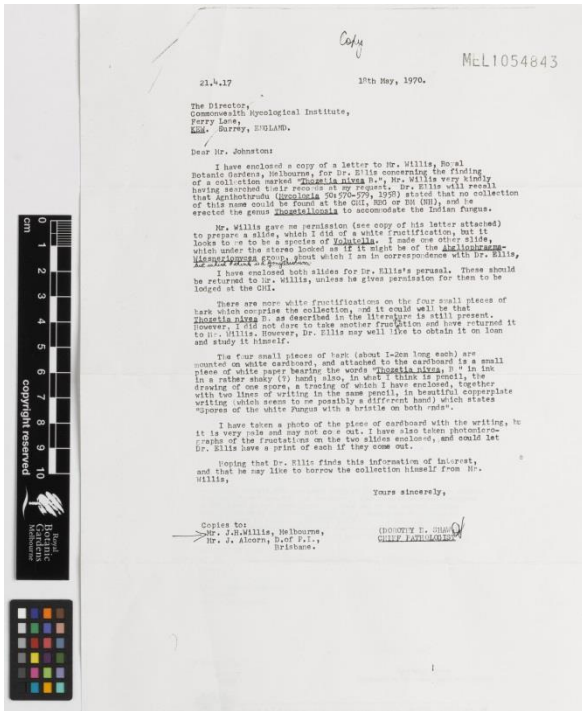 Copy
MEL1054843
21.4.17 18th May, 1970.
The Director,
Commonwealth Mycological Institute,
Ferry Lane,
KEW. Surrey, ENGLAND.
Dear Mr. Johnston:
I have enclosed a copy of a letter to Mr. Willis, Royal
Botanic Gardens, Melbourne, for Dr. Ellis concerning the finding
of a collection marked "Thozetia nivea B.", Mr. Willis very kindly
having searched their records at my request. Dr. Ellis will recall
that Agnihothrudu (Mycologia 50:570-579, 1958) stated that no collection
of this name could be found at the CMI, RBG or BM (NH), and he
erected the genus Thozetellopsis to accomodate the Indian fungus.
Mr. Willis gave me permission (see copy of his letter attached)
to prepare a slide, which I did of a white fructification, but it
looks to me to be a species of Volutella. I made one other slide,
which under the stereo looked as if it might be of the
Wiesneriomyces group, about which I am in correspondence with Dr. Ellis,
I have enclosed both slides for Dr. Ellis's perusal. These should
be returned to Mr. Willis, unless he gives permission for them to be
lodged at the CMI.
There are more white fructifications on the four small pieces of
bark which comprise the collection, and it could well be that
Thozetia nivea B. as described in the literature is still present.
However, I did not dare to take another and have returned it
to Mr. Willis. However, Dr. Ellis may well like to obtain it on loan
and study it himself.
The four small pieces of bark (about 1-2cm long each) are
mounted on white cardboard, and attached to the cardboard is a small
piece of white paper bearing the words "Thozetia nivea, B" in ink
in a rather shaky (?) hand; also, in what I think is pencil, the
drawing of one spore, a tracing of which I have enclosed, together
with two lines of writing in the same pencil, in beautiful copperplate
writing (which seems to me possibly a different hand) which states
"Spores of the white Fungus with a bristle on both ends".
I have taken a photo of the piece of cardboard with the writing,
it is very pale and may not come out. I have also taken photomicro-
graphs of the fructations on the two slides enclosed, and could let
Dr. Ellis have a print of each if they come out.
Hoping that Dr. Ellis finds this information of interest,
and that he may like to borrow the collection himself from Mr.
Willis,
Yours sincerely,
Copies to:
Mr. J.H.Willis, Melbourne,
Mr. J. Alcorn, D.of P.I.,
Brisbane.
(DOROTHY E. SHAW)
CHIEF PATHOLOGIST
cm
0 1 2 3 4 5 6 7 8 9 10
copyright reserved
Royal
Botanic
Gardens
Melbourne